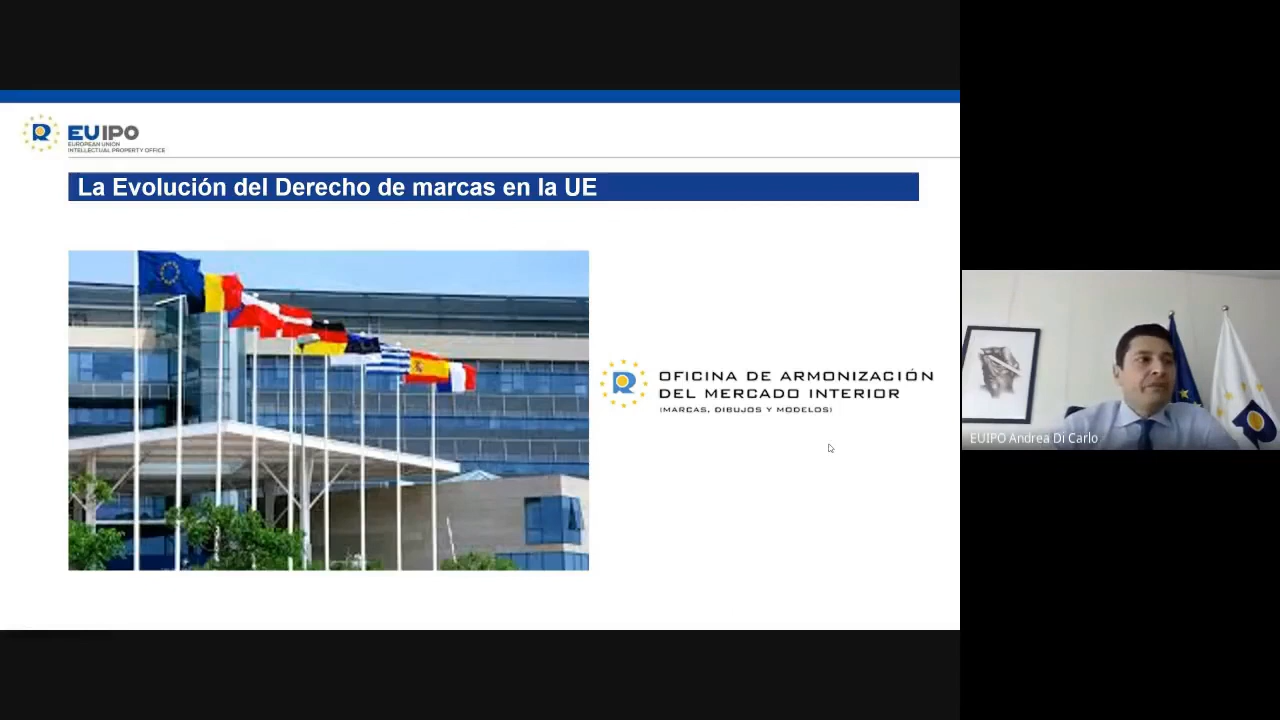 EUIPO
EUROPEAN UNION
INTELLECTUAL PROPERTY OFFICE
La Evolución del Derecho de marcas en la UE
OFICINA DE ARMONIZACIÓN
DEL MERCADO INTERIOR
(MARCAS, DIBUJOS Y MODELOS)
EUIPO Andrea Di Carlo